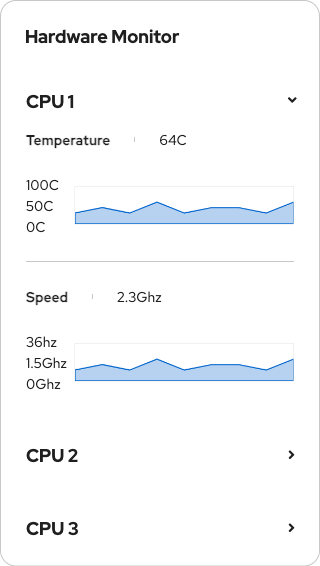 Hardware Monitor
CPU 1
Temperature 64C
100C
50C
0C
Speed 2.3Ghz
36hz
1.5Ghz
0Ghz
CPU 2
CPU 3